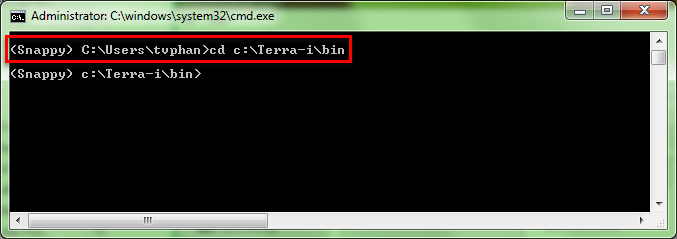 Administrator: C:\windows\system32\cmd.exe
(Snappy) C:\Users\tvphan>cd c:\Terra-i\bin
(Snappy) c:\Terra-i\bin>